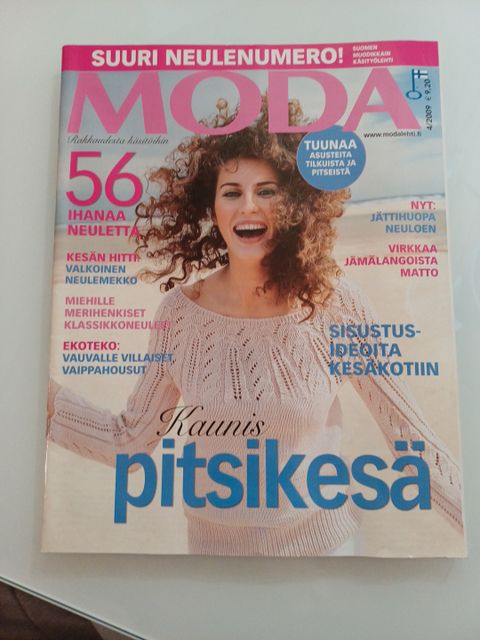 SUURI NEULENUMERO!
SUOMEN
MUODIKKAIN
KÄSITYÖLEHTI
MODA
4/2009 € 9,20
Rakkaudesta käsitöihin
www.modalehti.fi
TUUNAA
ASUSTEITA
TILKUISTA JA
PITSEISTÄ
56
IHANAA
NEULETTA
KESÄN HITTI:
VALKOINEN
NEULEMEKKO
MIEHILLE
MERIHENKISET
KLASSIKKONEULEET
EKOTEKO:
VAUVALLE VILLAISET
VAIPPAHOUSUT
NYT:
JÄTTIHUOPA
NEULOEN
VIRKKAA
JÄMÄLANGOISTA
MATTO
SISUSTUS-
IDEOITA
KESÄKOTIIN
Kaunis
pitsikesä